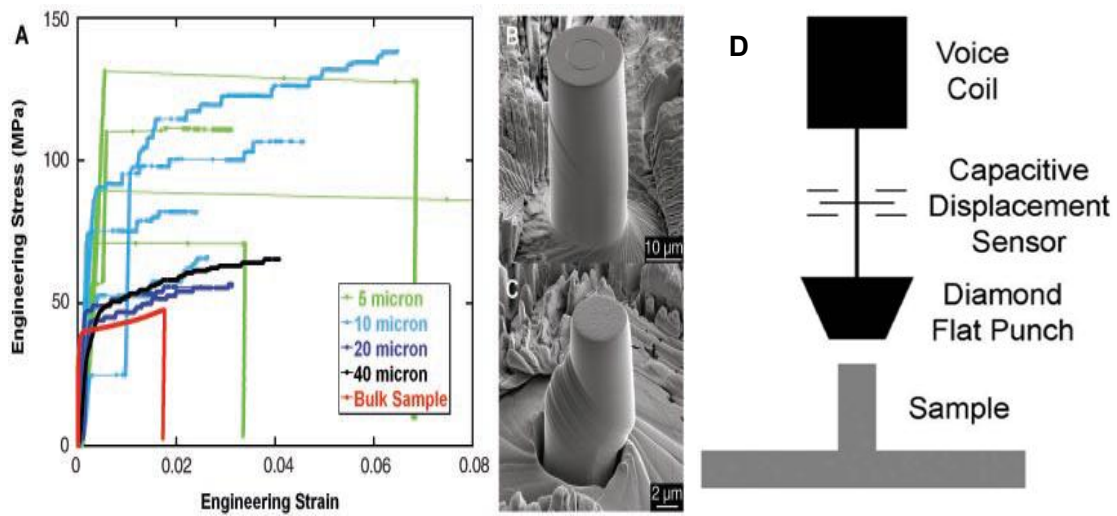 A
150
100
50
0
0
0.02
0.04
0.06
0.08
Engineering Stress (MPa)
Engineering Strain
5 micron
10 micron
20 micron
40 micron
Bulk Sample
B
10 µm
C
2 µm
D
Voice
Coil
Capacitive
Displacement
Sensor
Diamond
Flat Punch
Sample